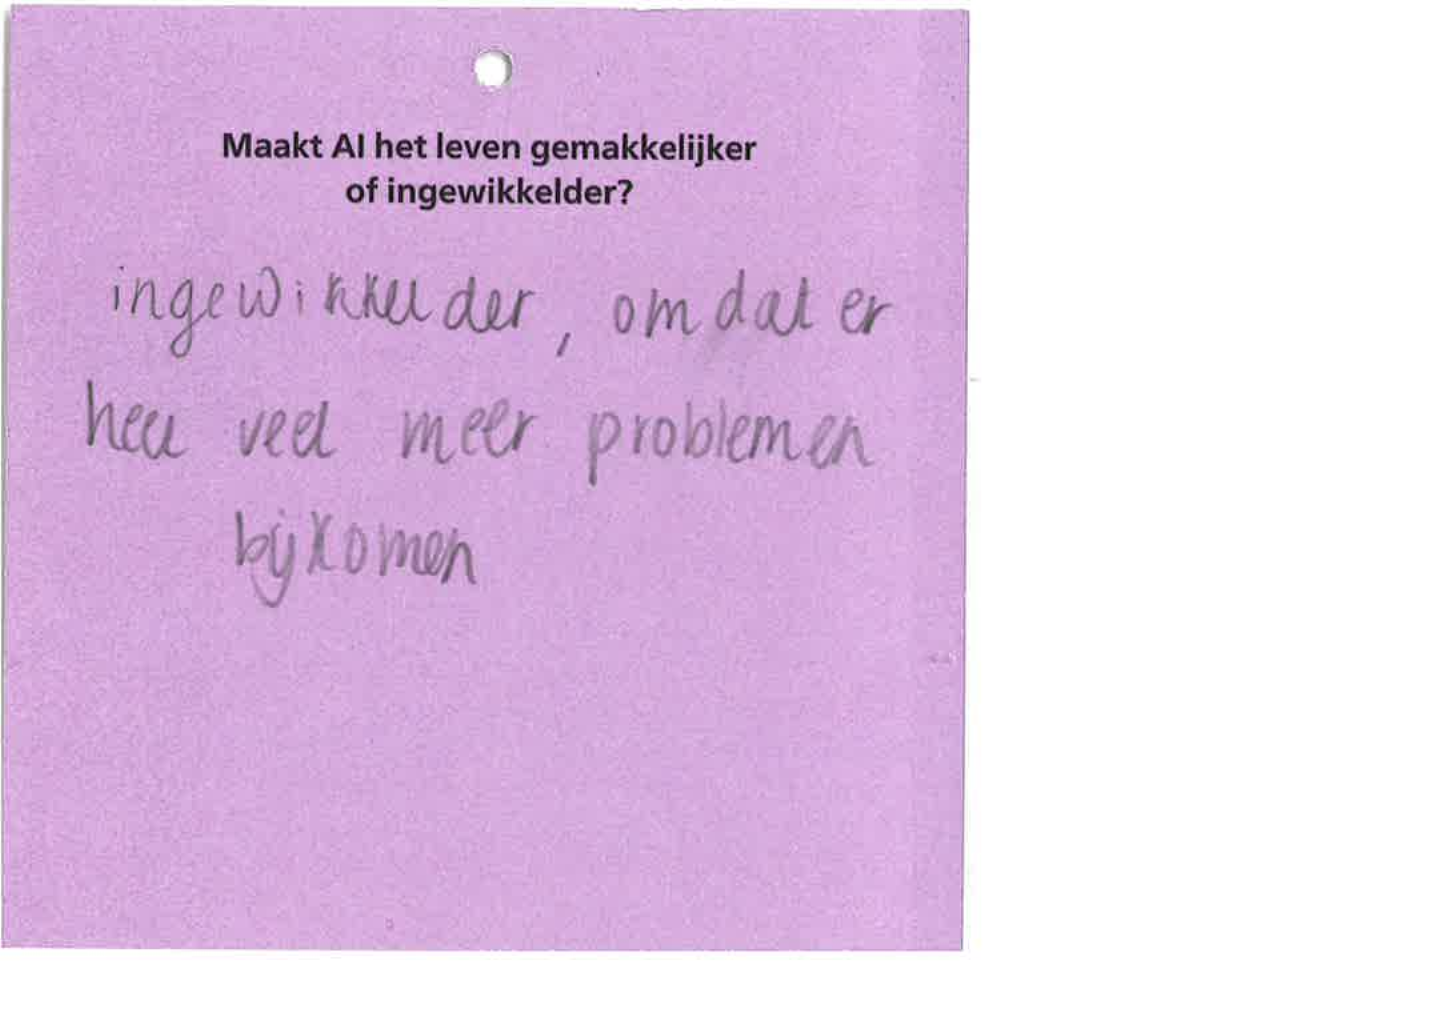 Maakt AI het leven gemakkelijker
of ingewikkelder?
ingewikkelder, omdat er
heel veel meer problemen
bijkomen